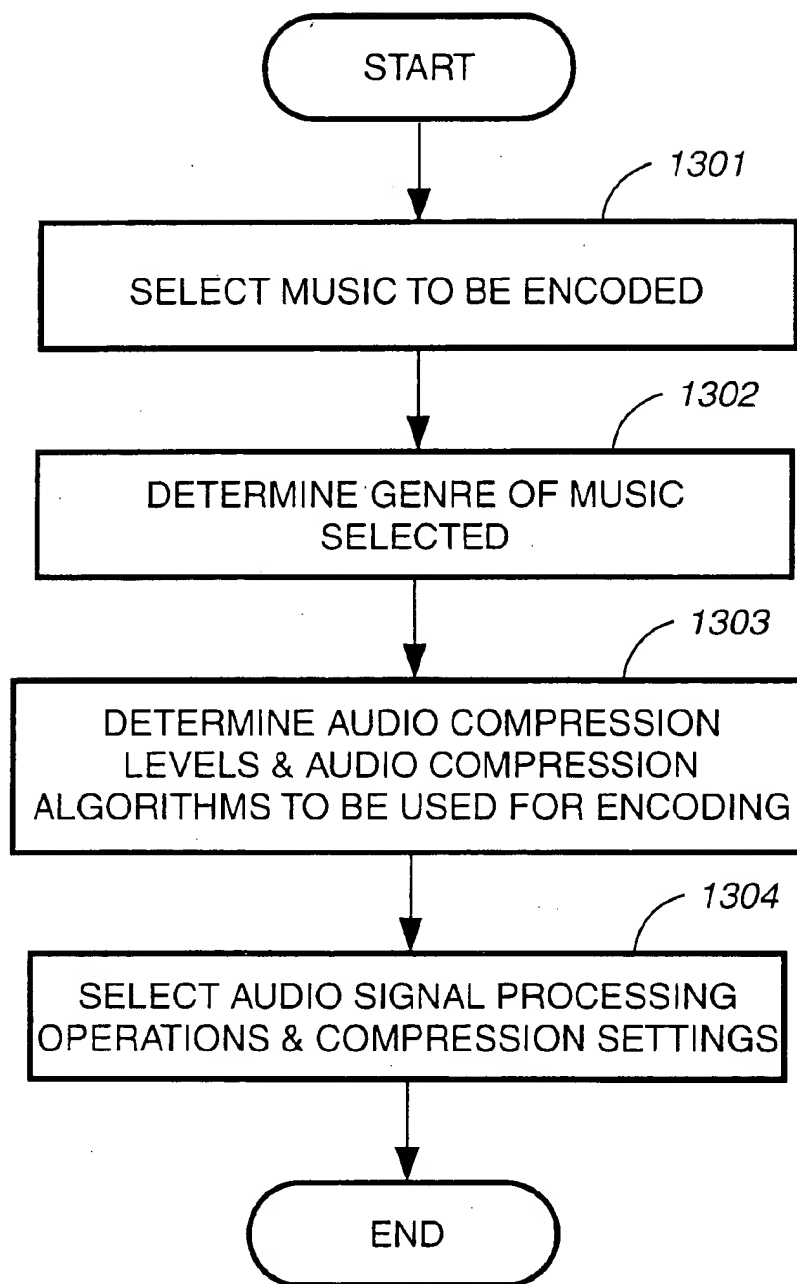 START
1301
SELECT MUSIC TO BE ENCODED
1302
DETERMINE GENRE OF MUSIC
SELECTED
1303
DETERMINE AUDIO COMPRESSION
LEVELS & AUDIO COMPRESSION
ALGORITHMS TO BE USED FOR ENCODING
1304
SELECT AUDIO SIGNAL PROCESSING
OPERATIONS & COMPRESSION SETTINGS
END